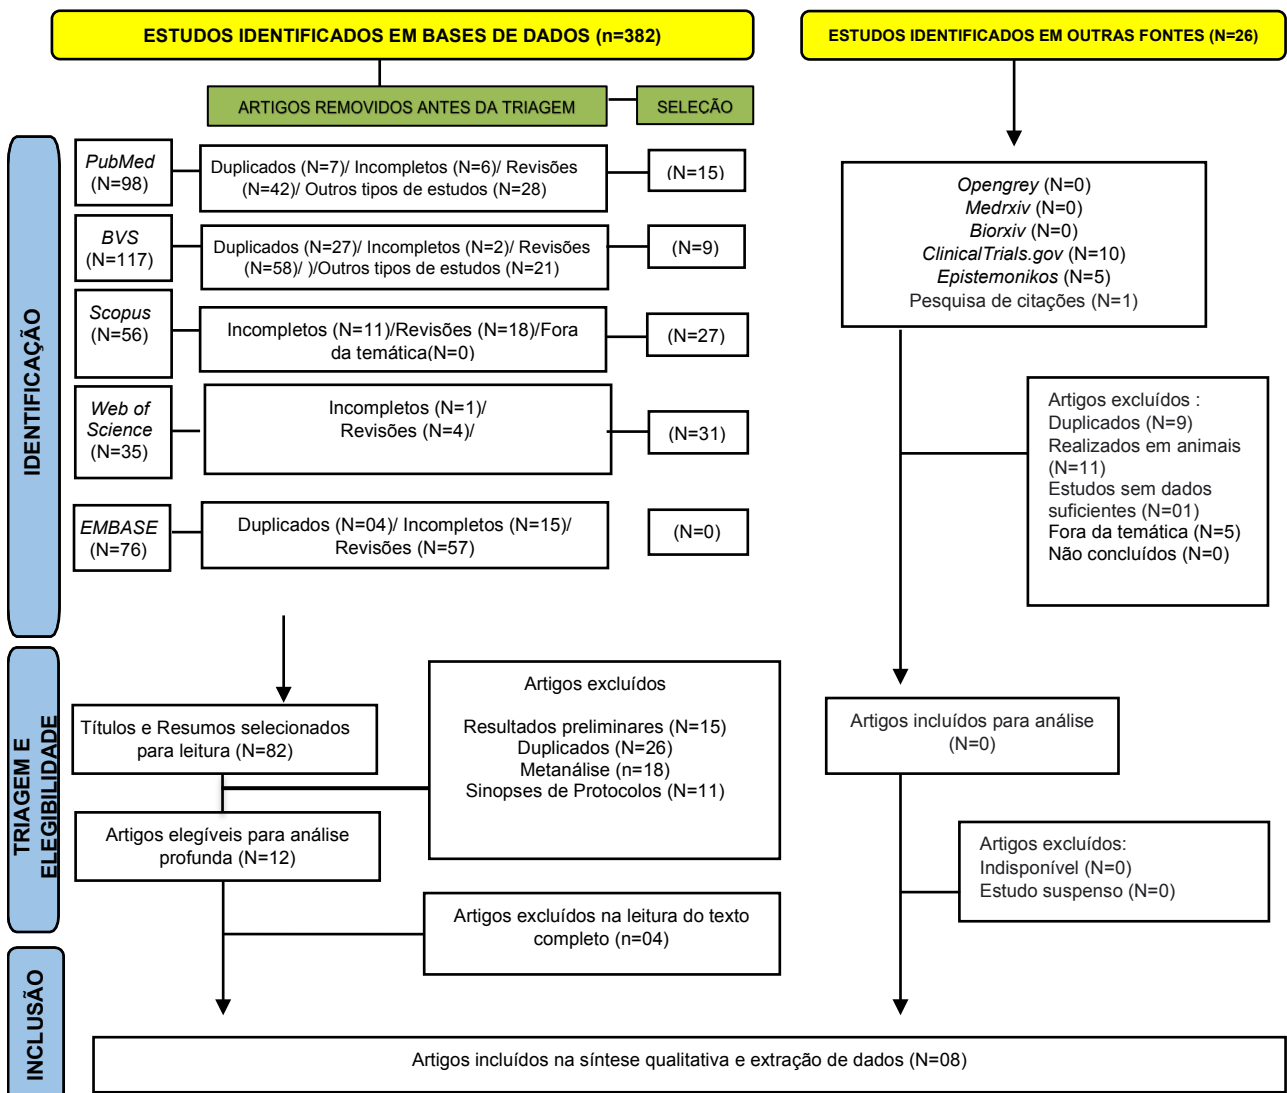 ESTUDOS IDENTIFICADOS EM BASES DE DADOS (n=382)
ESTUDOS IDENTIFICADOS EM OUTRAS FONTES (N=26)
ARTIGOS REMOVIDOS ANTES DA TRIAGEM
SELEÇÃO
IDENTIFICAÇÃO
PubMed
(N=98)
Duplicados (N=7)/ Incompletos (N=6)/ Revisões
(N=42)/ Outros tipos de estudos (N=28)
(N=15)
BVS
(N=117)
Duplicados (N=27)/ Incompletos (N=2)/ Revisões
(N=58)/ )/Outros tipos de estudos (N=21)
(N=9)
Scopus
(N=56)
Incompletos (N=11)/Revisões (N=18)/Fora
da temática(N=0)
(N=27)
Web of
Science
(N=35)
Incompletos (N=1)/
Revisões (N=4)/
(N=31)
EMBASE
(N=76)
Duplicados (N=04)/ Incompletos (N=15)/
Revisões (N=57)
(N=0)
Opengrey (N=0)
Medrxiv (N=0)
Biorxiv (N=0)
ClinicalTrials.gov (N=10)
Epistemonikos (N=5)
Pesquisa de citações (N=1)
Artigos excluídos :
Duplicados (N=9)
Realizados em animais
(N=11)
Estudos sem dados
suficientes (N=01)
Fora da temática (N=5)
Não concluídos (N=0)
TRIAGEM E
ELEGIBILIDADE
Títulos e Resumos selecionados
para leitura (N=82)
Artigos excluídos
Resultados preliminares (N=15)
Duplicados (N=26)
Metanálise (n=18)
Sinopses de Protocolos (N=11)
Artigos elegíveis para análise
profunda (N=12)
Artigos excluídos na leitura do texto
completo (n=04)
Artigos incluídos para análise
(N=0)
Artigos excluídos:
Indisponível (N=0)
Estudo suspenso (N=0)
INCLUSÃO
Artigos incluídos na síntese qualitativa e extração de dados (N=08)